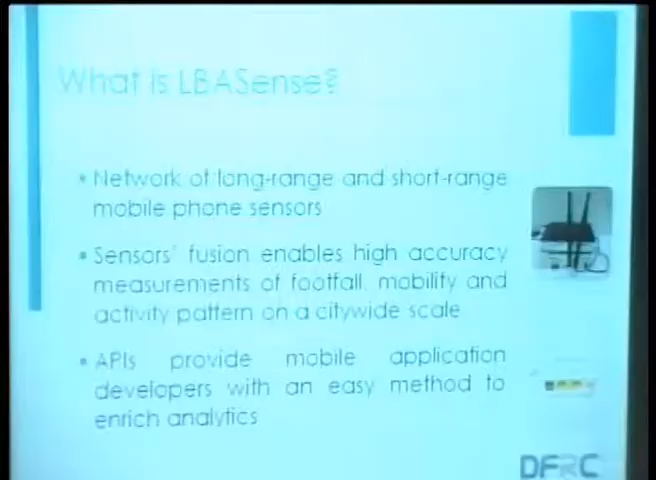 What is LBASense?
• Network of long-range and short-range
mobile phone sensors
• Sensors' fusion enables high accuracy
measurements of footfall, mobility and
activity pattern on a citywide scale
• APIs provide mobile application
developers with an easy method to
enrich analytics
DFRC